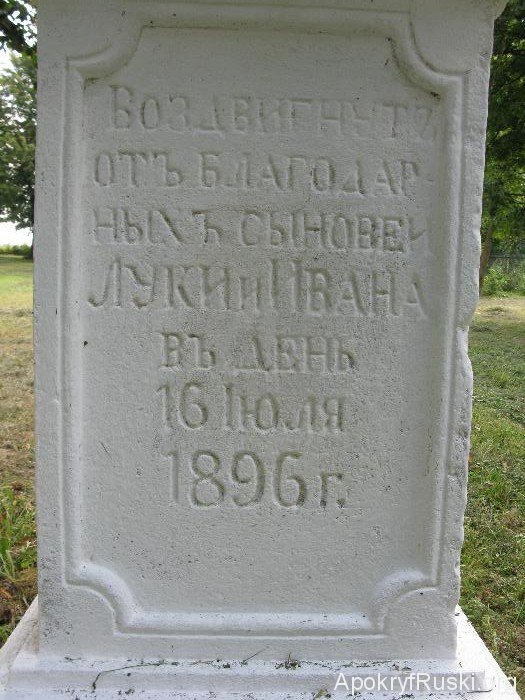 Воздвигнутъ
отъ благодар-
ныхъ сыновей
Луки и Ивана
въ день
16 Іюля
1896 г.
ApokryfRuski.org